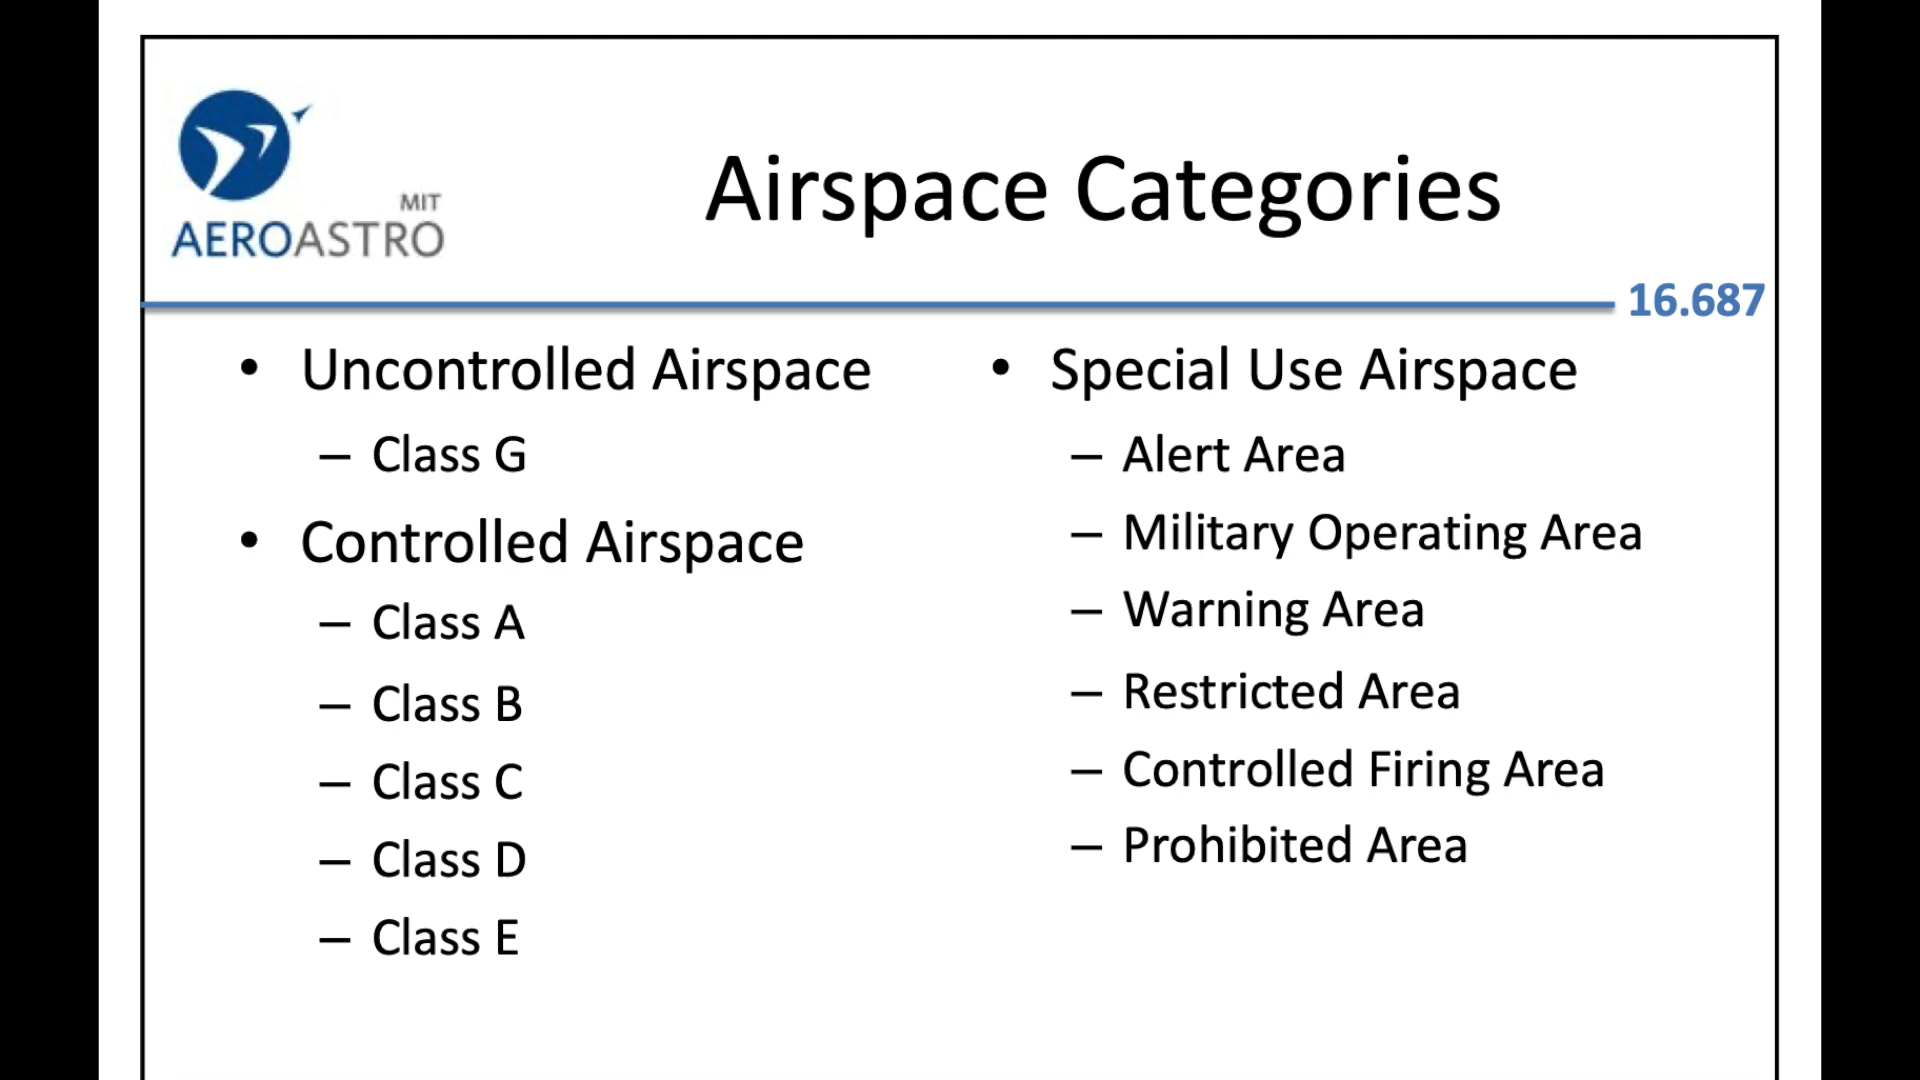 MIT
AEROASTRO
Airspace Categories
16.687
• Uncontrolled Airspace
– Class G
• Controlled Airspace
– Class A
– Class B
– Class C
– Class D
– Class E
• Special Use Airspace
– Alert Area
– Military Operating Area
– Warning Area
– Restricted Area
– Controlled Firing Area
– Prohibited Area